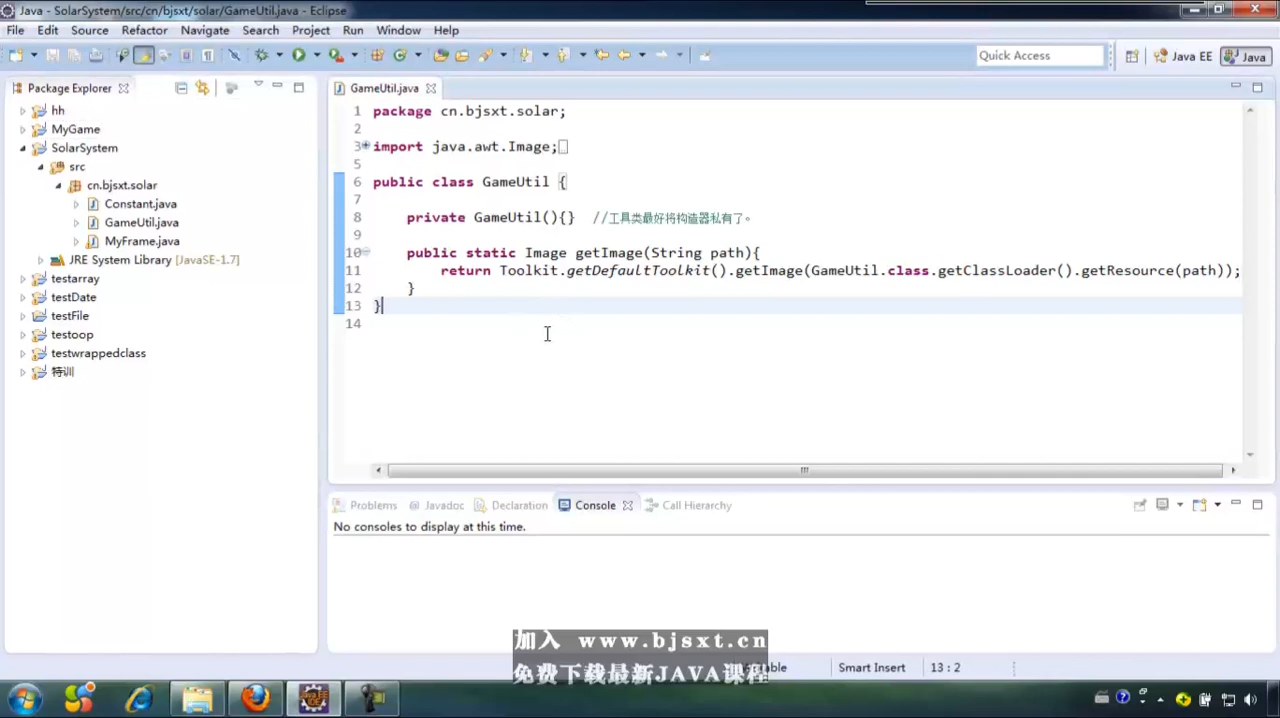 Java - SolarSystem/src/cn/bjsxt/solar/GameUtil.java - Eclipse
File Edit Source Refactor Navigate Search Project Run Window Help
Quick Access Java EE Java
Package Explorer
hh
MyGame
SolarSystem
src
cn.bjsxt.solar
Constant.java
GameUtil.java
MyFrame.java
JRE System Library [JavaSE-1.7]
testarray
testDate
testFile
testoop
testwrappedclass
特训
GameUtil.java
1 package cn.bjsxt.solar;
2
3 import java.awt.Image;
5
6 public class GameUtil {
7
8 private GameUtil(){} //工具类最好将构造器私有了。
9
10 public static Image getImage(String path){
11 return Toolkit.getDefaultToolkit().getImage(GameUtil.class.getClassLoader().getResource(path));
12 }
13 }
14
Problems @ Javadoc Declaration Console Call Hierarchy
No consoles to display at this time.
加入 www.bjsxt.cn
免费下载最新JAVA课程
Smart Insert 13 : 2